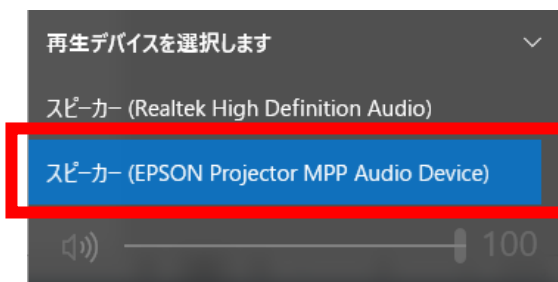 再生デバイスを選択します
スピーカー (Realtek High Definition Audio)
スピーカー (EPSON Projector MPP Audio Device)
100